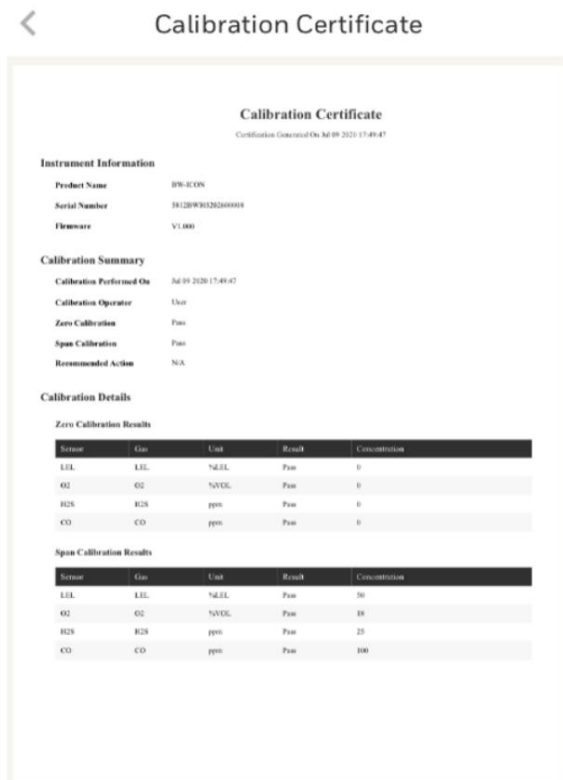 Calibration Certificate
Calibration Certificate
Certification Generated On Jul 09 2020 17:49:47
Instrument Information
Product Name BW-ICON
Serial Number
Firmware V1.000
Calibration Summary
Calibration Performed On Jul 09 2020 17:49:47
Calibration Operator User
Zero Calibration Pass
Span Calibration Pass
Recommended Action N/A
Calibration Details
Zero Calibration Results
Sensor Gas Unit Result Concentration
LEL LEL %LEL Pass 0
O2 O2 %VOL Pass 0
H2S H2S ppm Pass 0
CO CO ppm Pass 0
Span Calibration Results
Sensor Gas Unit Result Concentration
LEL LEL %LEL Pass 50
O2 O2 %VOL Pass 18
H2S H2S ppm Pass 25
CO CO ppm Pass 100